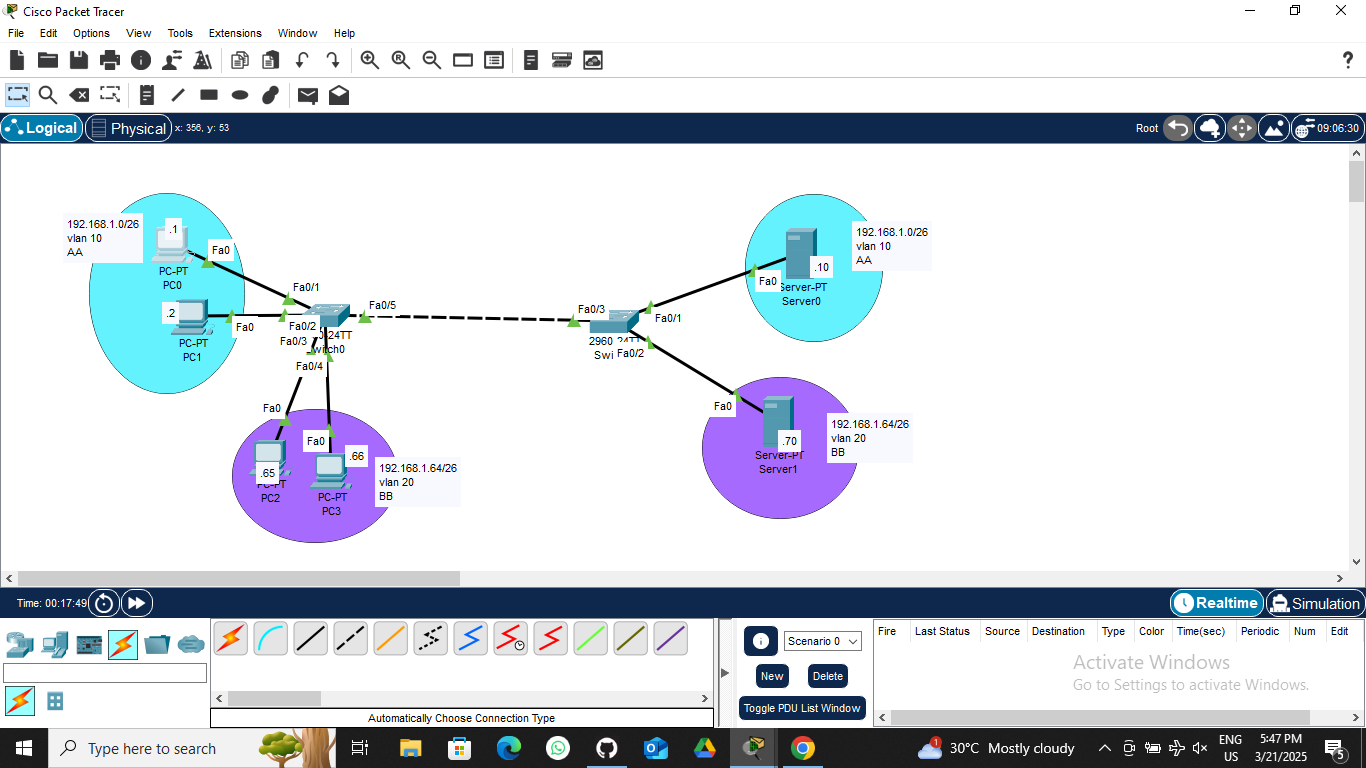 Cisco Packet Tracer
File Edit Options View Tools Extensions Window Help
?
Logical
Physical
x: 356, y: 53
Root
09:06:30
192.168.1.0/26
vlan 10
AA
.1
Fa0
PC-PT
PC0
.2
Fa0
PC-PT
PC1
Fa0/1
Fa0/2
Fa0/3
Fa0/4
Fa0/5
24TT
witch0
Fa0
Fa0
.65
PC-PT
PC2
.66
PC-PT
PC3
192.168.1.64/26
vlan 20
BB
Fa0/3
Fa0/1
Fa0/2
2960 24TT
Swi
Fa0
.10
Server-PT
Server0
192.168.1.0/26
vlan 10
AA
Fa0
.70
Server-PT
Server1
192.168.1.64/26
vlan 20
BB
Time: 00:17:49
Realtime
Simulation
Automatically Choose Connection Type
Scenario 0
New
Delete
Toggle PDU List Window
Fire Last Status Source Destination Type Color Time(sec) Periodic Num Edit
Activate Windows
Go to Settings to activate Windows.
Type here to search
1
30°C Mostly cloudy
ENG
US
5:47 PM
3/21/2025
5